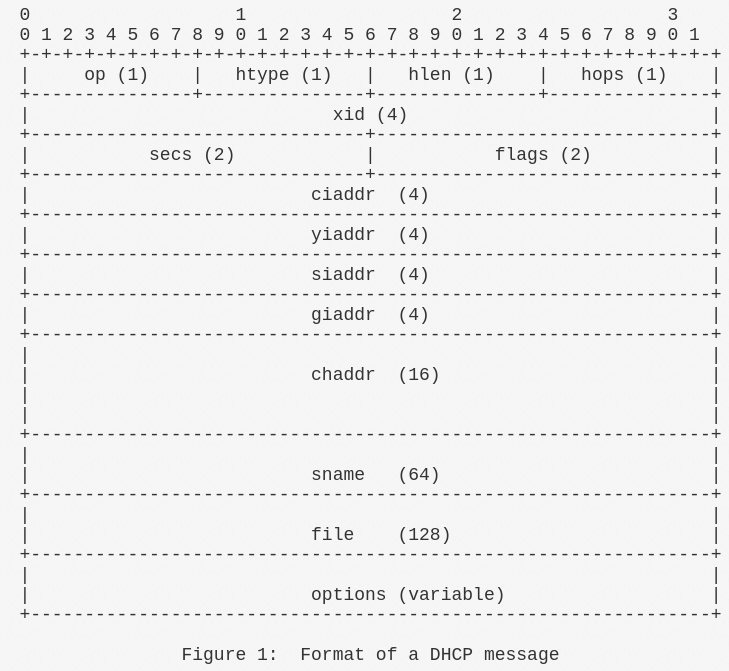 0                   1                   2                   3
0 1 2 3 4 5 6 7 8 9 0 1 2 3 4 5 6 7 8 9 0 1 2 3 4 5 6 7 8 9 0 1
+-+-+-+-+-+-+-+-+-+-+-+-+-+-+-+-+-+-+-+-+-+-+-+-+-+-+-+-+-+-+-+-+
|     op (1)    |   htype (1)   |   hlen (1)    |   hops (1)    |
+---------------+---------------+---------------+---------------+
|                            xid (4)                            |
+-------------------------------+-------------------------------+
|           secs (2)            |           flags (2)           |
+-------------------------------+-------------------------------+
|                          ciaddr  (4)                          |
+---------------------------------------------------------------+
|                          yiaddr  (4)                          |
+---------------------------------------------------------------+
|                          siaddr  (4)                          |
+---------------------------------------------------------------+
|                          giaddr  (4)                          |
+---------------------------------------------------------------+
|                                                               |
|                          chaddr  (16)                         |
|                                                               |
|                                                               |
+---------------------------------------------------------------+
|                                                               |
|                          sname   (64)                         |
+---------------------------------------------------------------+
|                                                               |
|                          file    (128)                        |
+---------------------------------------------------------------+
|                                                               |
|                          options (variable)                   |
+---------------------------------------------------------------+
Figure 1:  Format of a DHCP message